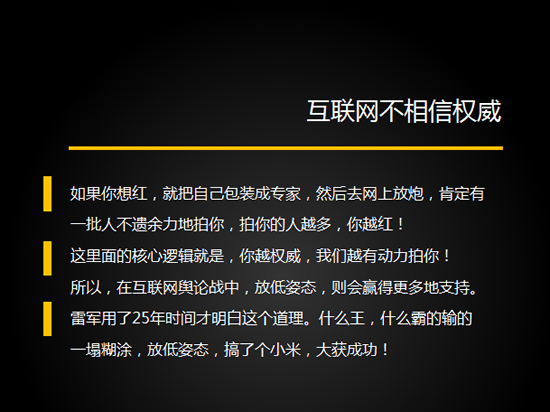 互联网不相信权威
如果你想红，就把自己包装成专家，然后去网上放炮，肯定有
一批人不遗余力地拍你，拍你的人越多，你越红！
这里面的核心逻辑就是，你越权威，我们越有动力拍你！
所以，在互联网舆论战中，放低姿态，则会赢得更多地支持。
雷军用了25年时间才明白这个道理。什么王，什么霸的输的
一塌糊涂，放低姿态，搞了个小米，大获成功！